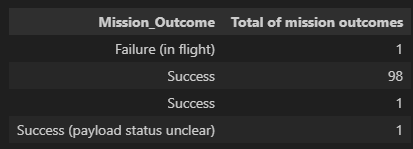 Mission_Outcome Total of mission outcomes
Failure (in flight) 1
Success 98
Success 1
Success (payload status unclear) 1